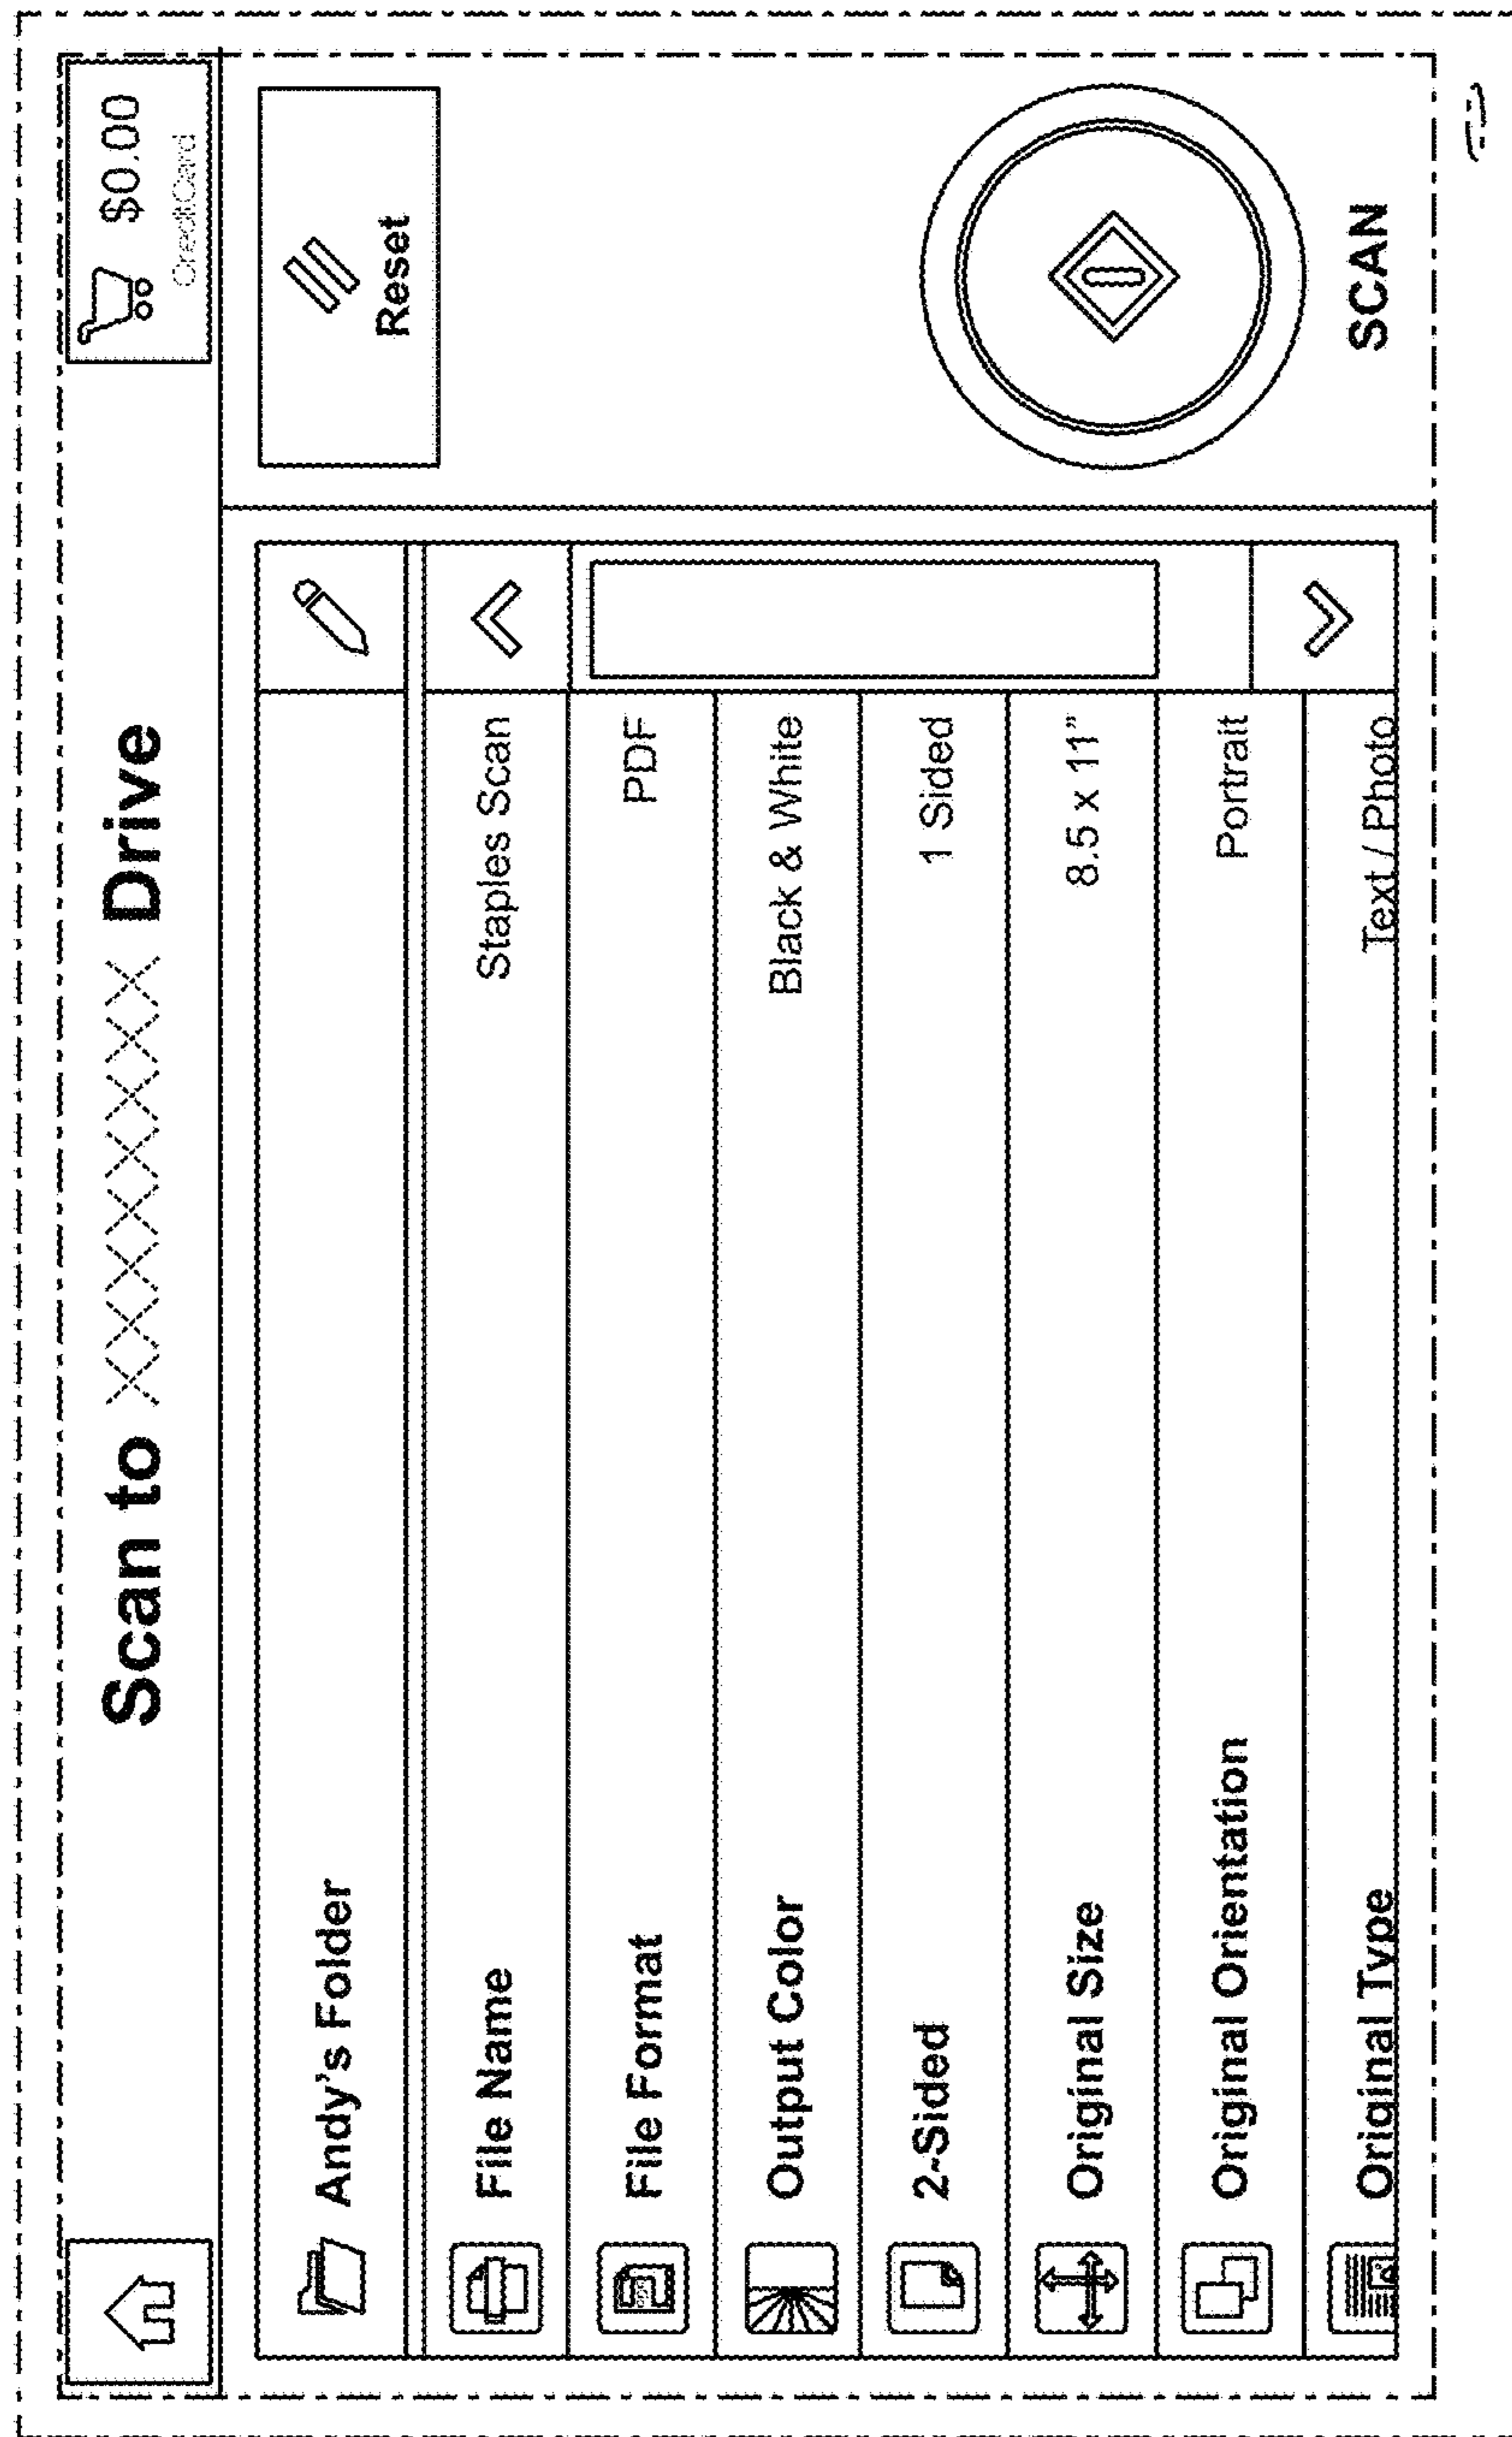 Scan to XXXXXXXX Drive
$0.00
CreditCard
Andy's Folder
Reset
File Name Staples Scan
File Format PDF
Output Color Black & White
2-Sided 1 Sided
Original Size 8.5 x 11"
Original Orientation Portrait
Original Type Text / Photo
SCAN